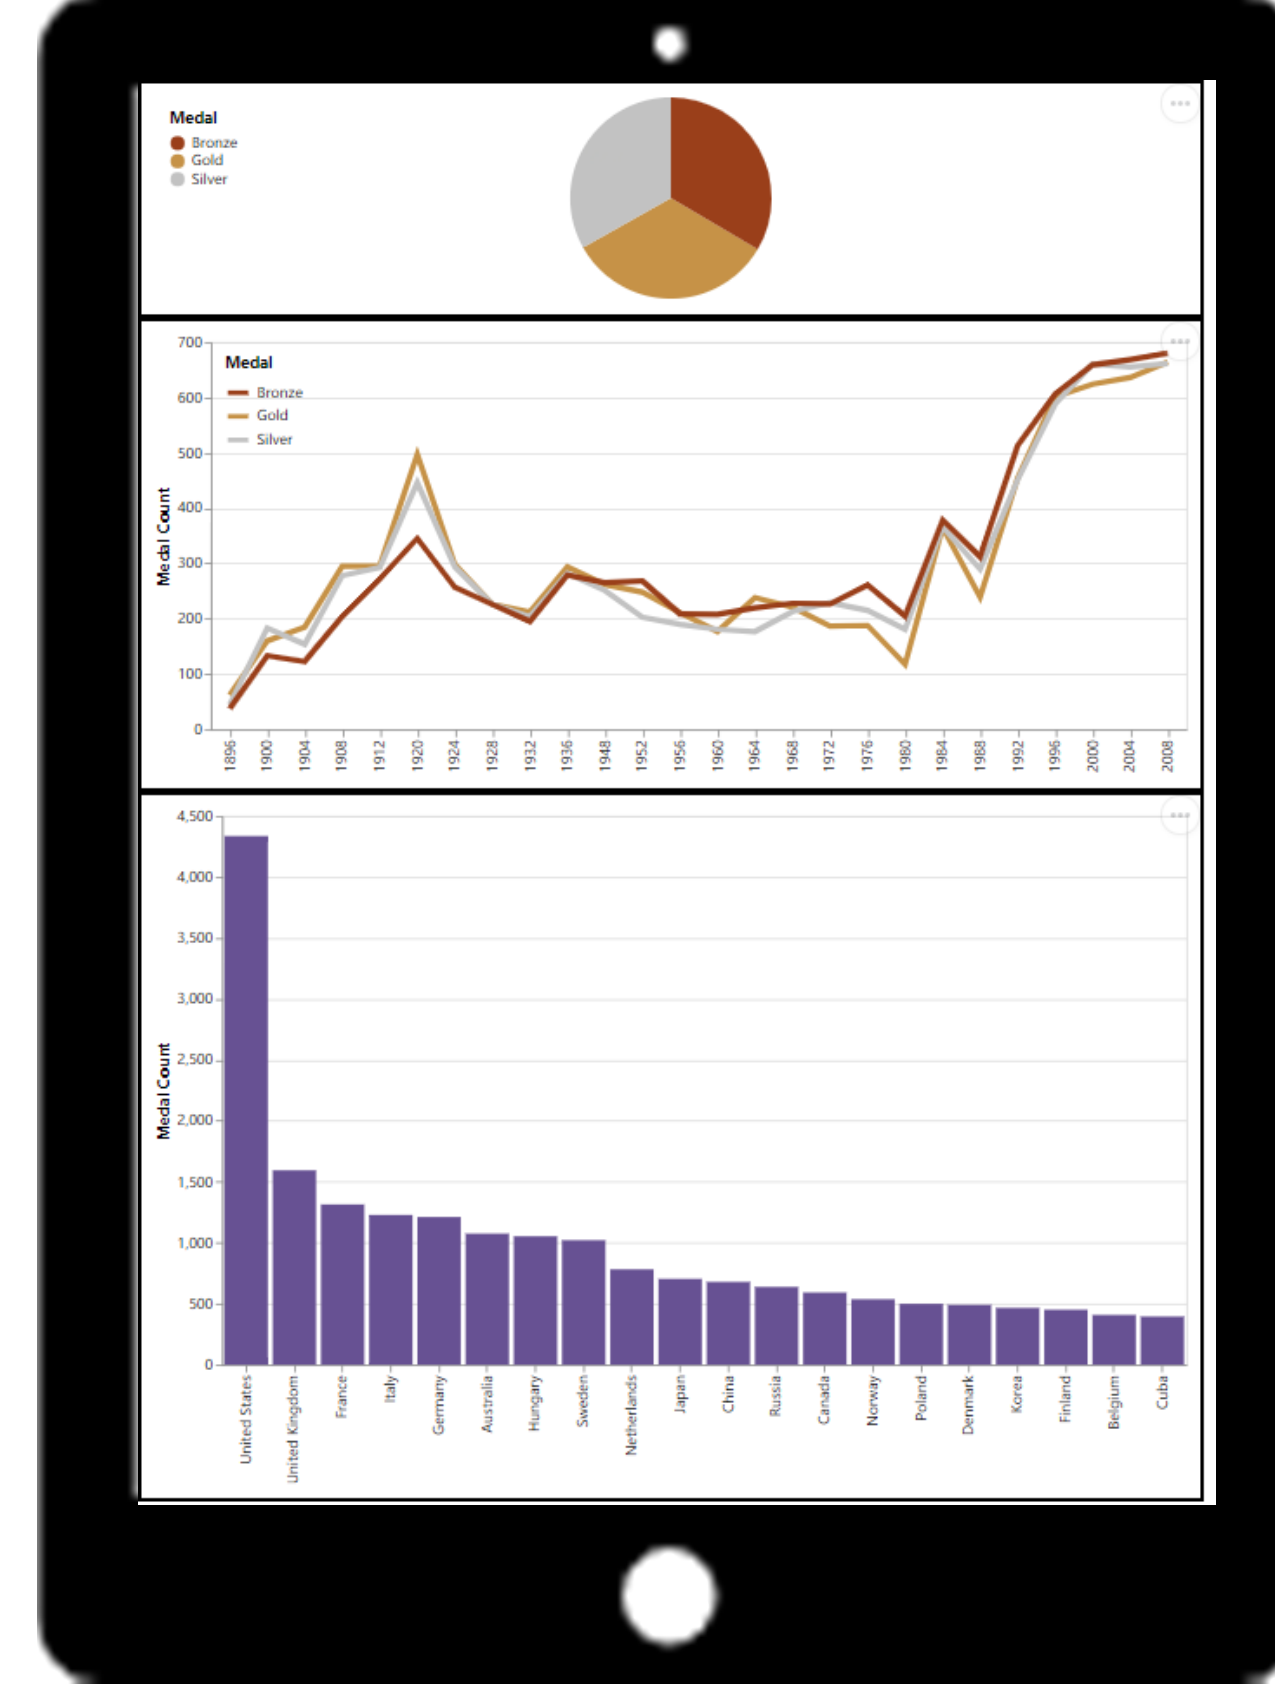 Medal
Bronze
Gold
Silver
700
600
500
400
300
200
100
0
Medal Count
Medal
Bronze
Gold
Silver
1896 1900 1904 1908 1912 1920 1924 1928 1932 1936 1948 1952 1956 1960 1964 1968 1972 1976 1980 1984 1988 1992 1996 2000 2004 2008
4,500
4,000
3,500
3,000
2,500
2,000
1,500
1,000
500
0
Medal Count
United States
United Kingdom
France
Italy
Germany
Australia
Hungary
Sweden
Netherlands
Japan
China
Russia
Canada
Norway
Poland
Denmark
Korea
Finland
Belgium
Cuba